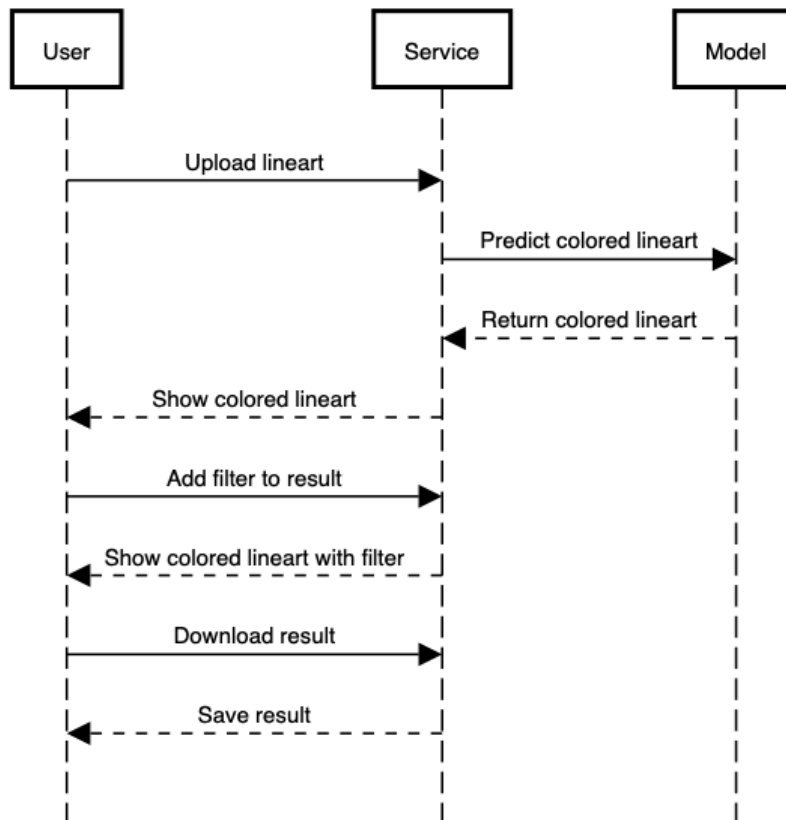 User
Service
Model
Upload lineart
Predict colored lineart
Return colored lineart
Show colored lineart
Add filter to result
Show colored lineart with filter
Download result
Save result